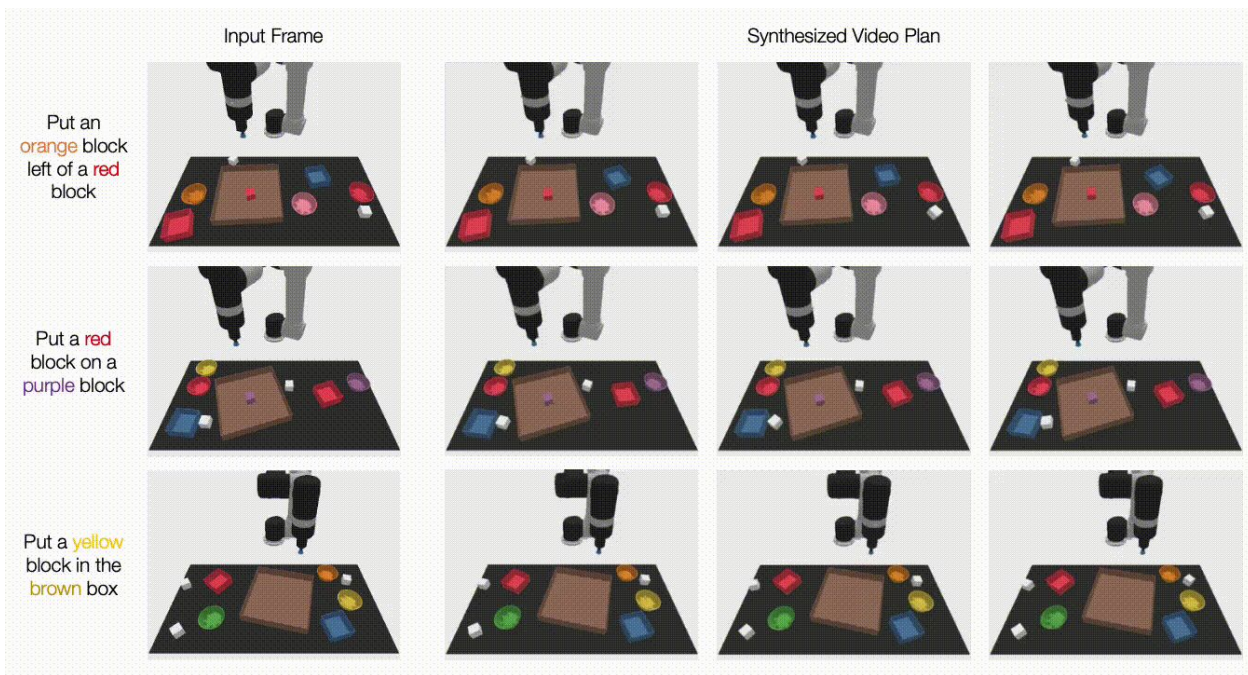 Input Frame
Synthesized Video Plan
Put an
orange block
left of a red
block
Put a red
block on a
purple block
Put a yellow
block in the
brown box